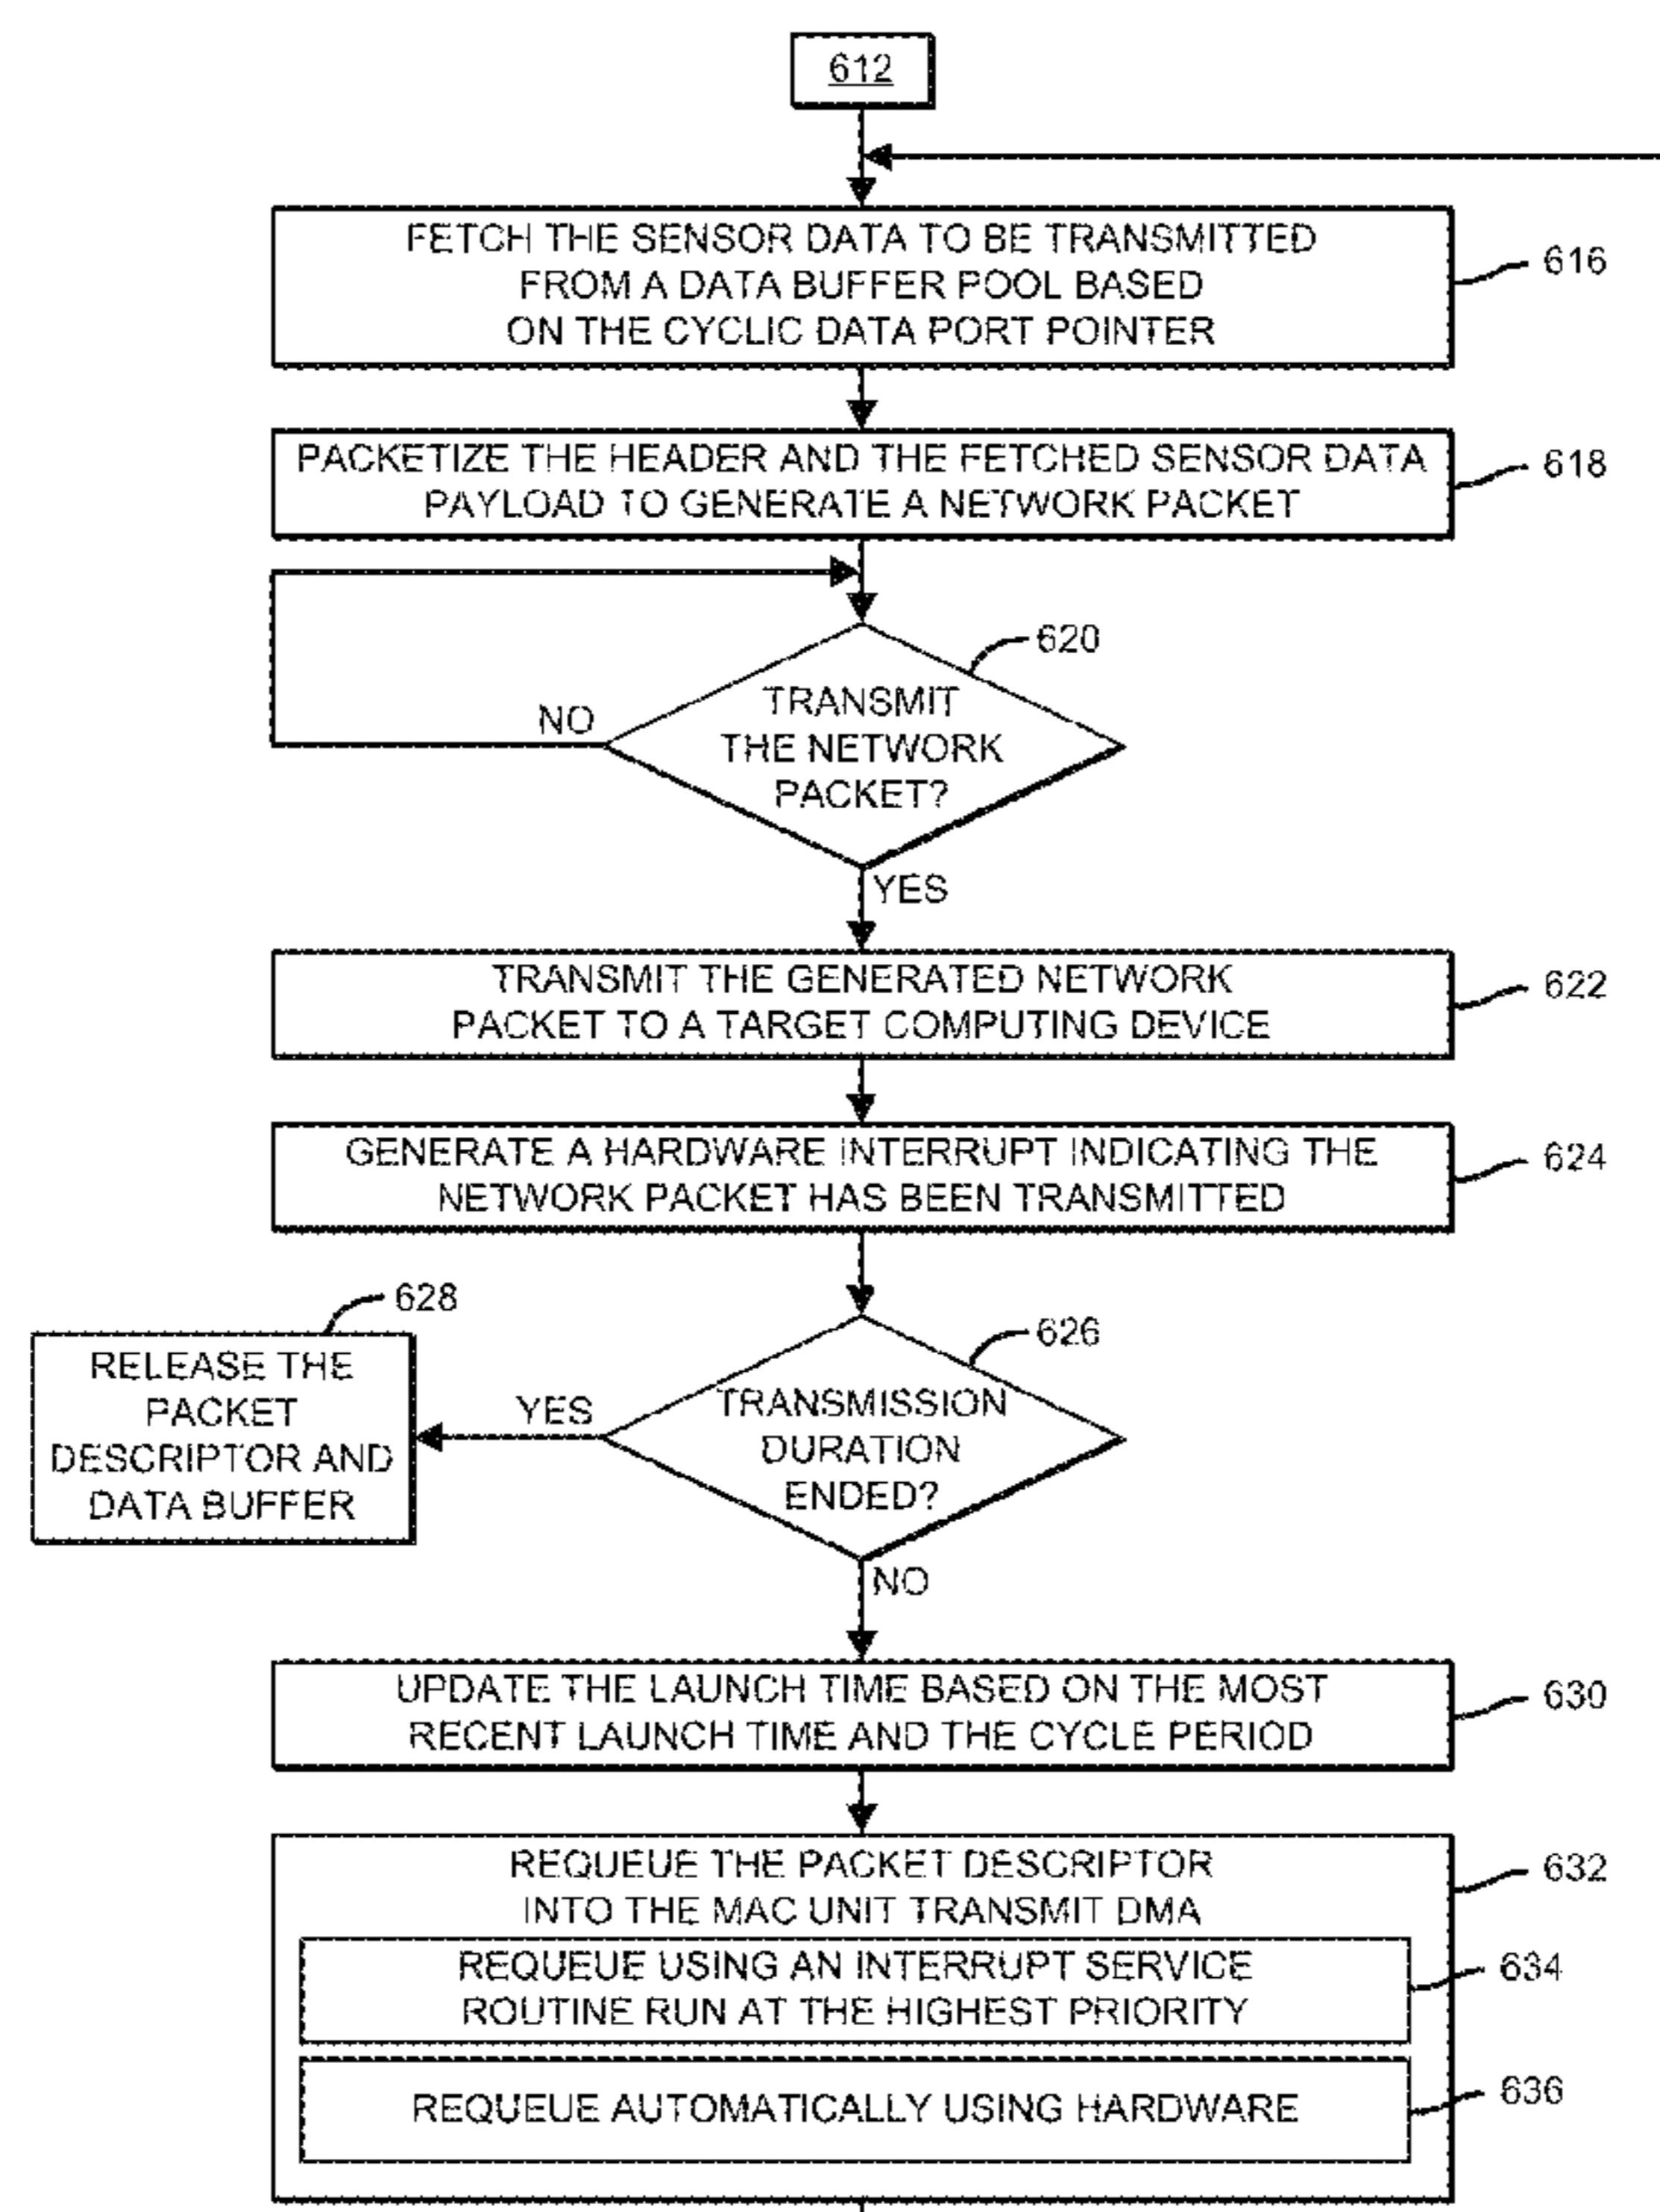 612
FETCH THE SENSOR DATA TO BE TRANSMITTED
FROM A DATA BUFFER POOL BASED
ON THE CYCLIC DATA PORT POINTER
616
PACKETIZE THE HEADER AND THE FETCHED SENSOR DATA
PAYLOAD TO GENERATE A NETWORK PACKET
618
620
TRANSMIT
THE NETWORK
PACKET?
NO
YES
TRANSMIT THE GENERATED NETWORK
PACKET TO A TARGET COMPUTING DEVICE
622
GENERATE A HARDWARE INTERRUPT INDICATING THE
NETWORK PACKET HAS BEEN TRANSMITTED
624
626
TRANSMISSION
DURATION
ENDED?
YES
628
RELEASE THE
PACKET
DESCRIPTOR AND
DATA BUFFER
NO
UPDATE THE LAUNCH TIME BASED ON THE MOST
RECENT LAUNCH TIME AND THE CYCLE PERIOD
630
REQUEUE THE PACKET DESCRIPTOR
INTO THE MAC UNIT TRANSMIT DMA
632
REQUEUE USING AN INTERRUPT SERVICE
ROUTINE RUN AT THE HIGHEST PRIORITY
634
REQUEUE AUTOMATICALLY USING HARDWARE
636